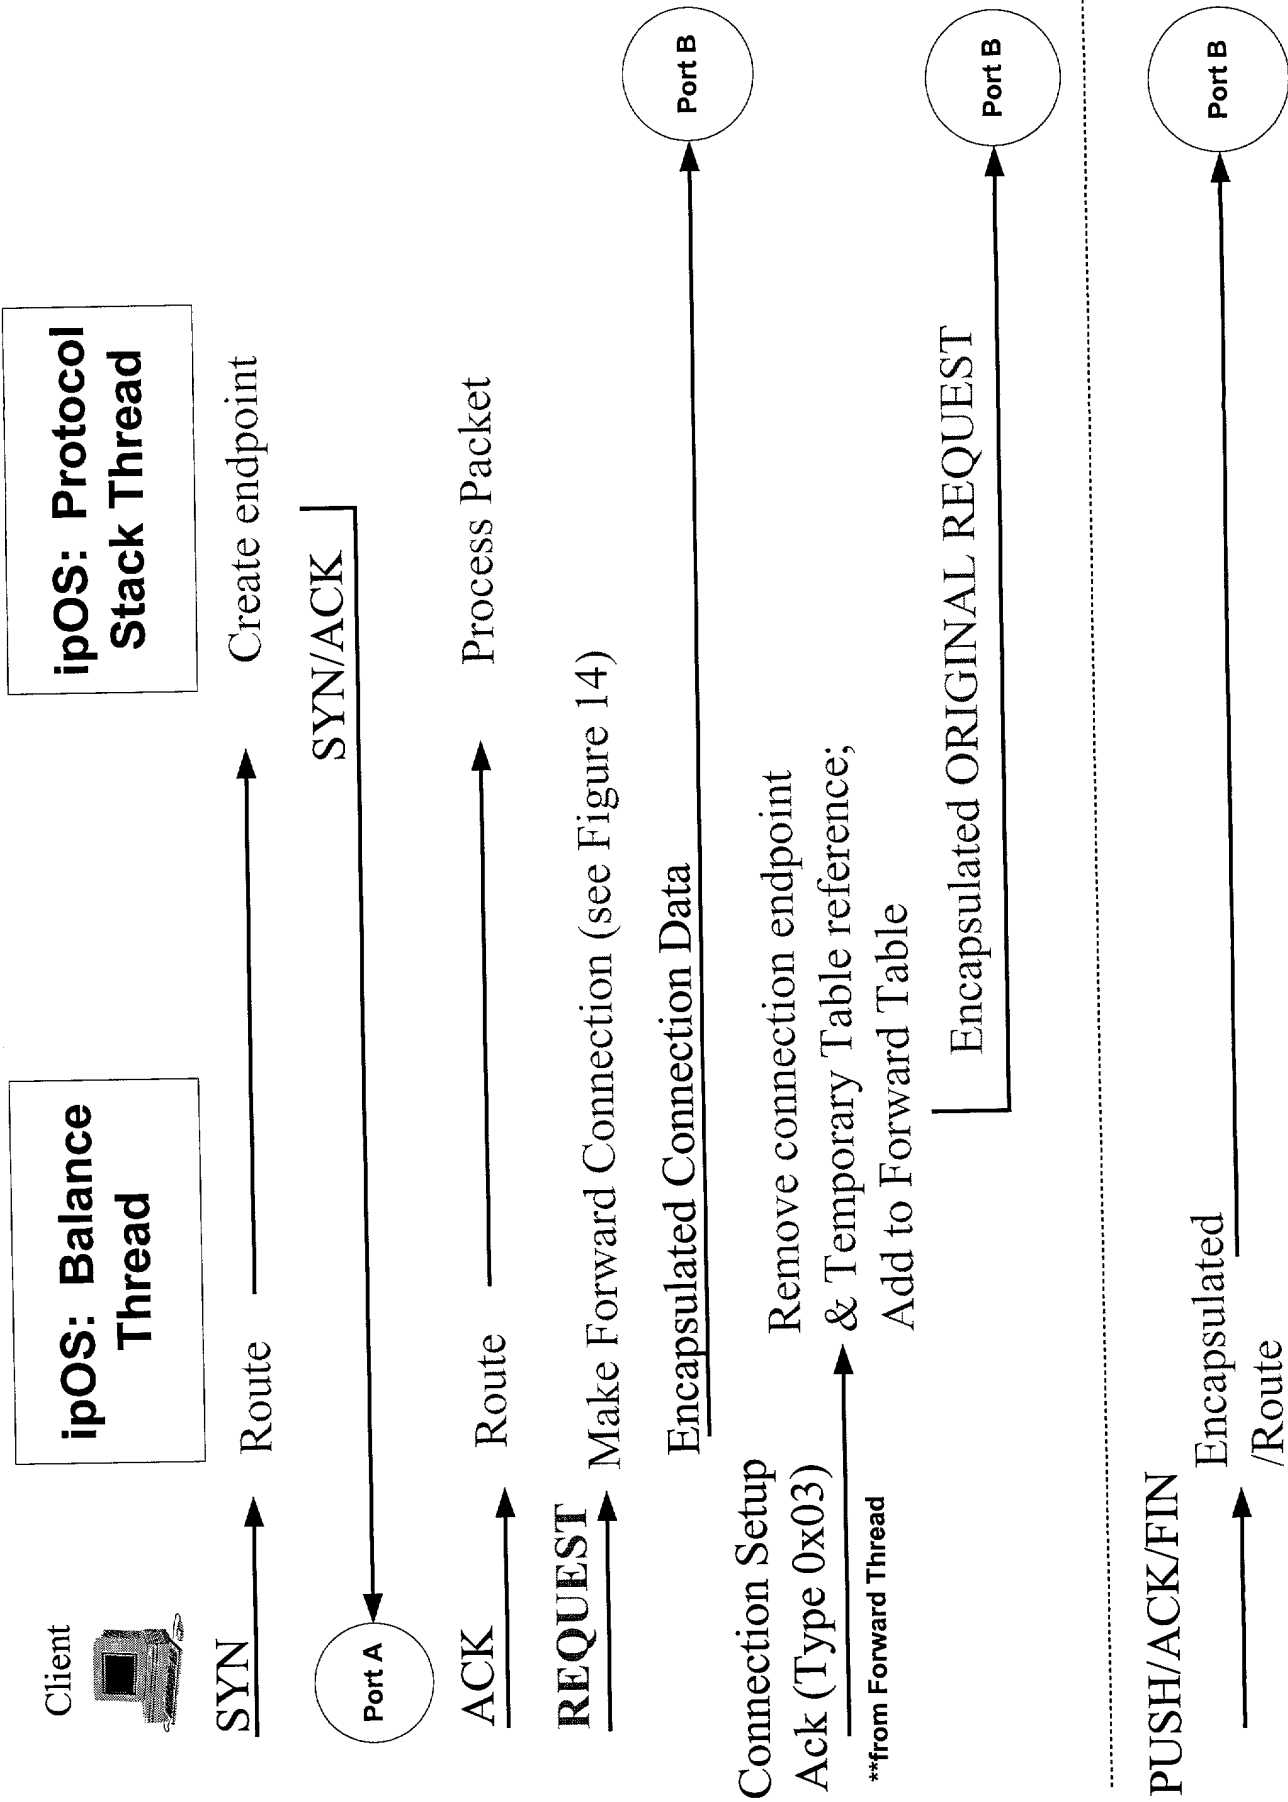 Client
ipOS: Balance
Thread
ipOS: Protocol
Stack Thread
SYN
Route
Create endpoint
SYN/ACK
Port A
ACK
Route
Process Packet
REQUEST
Make Forward Connection (see Figure 14)
Encapsulated Connection Data
Port B
Connection Setup
Ack (Type 0x03)
**from Forward Thread
Remove connection endpoint
& Temporary Table reference;
Add to Forward Table
Encapsulated ORIGINAL REQUEST
Port B
PUSH/ACK/FIN
Encapsulated
/Route
Port B